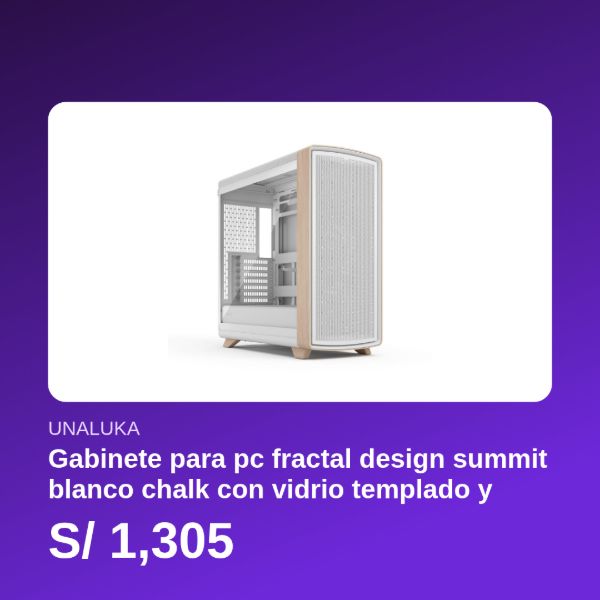 UNALUKA
Gabinete para pc fractal design summit
blanco chalk con vidrio templado y
S/ 1,305